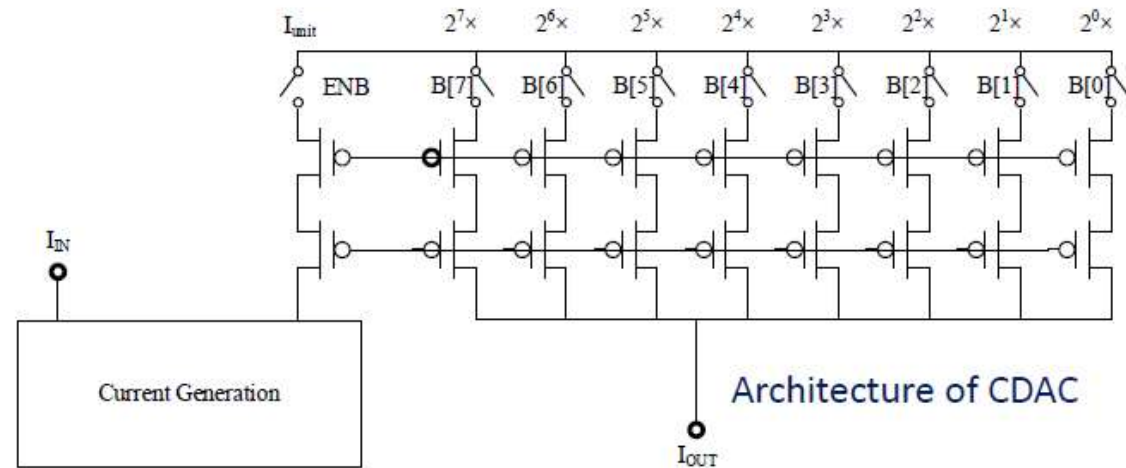 I_unit 2^7× 2^6× 2^5× 2^4× 2^3× 2^2× 2^1× 2^0×
ENB B[7] B[6] B[5] B[4] B[3] B[2] B[1] B[0]
I_IN
Current Generation
Architecture of CDAC
I_OUT